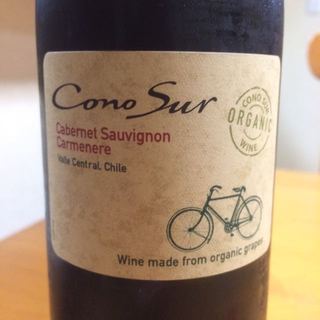 Cono Sur
Cabernet Sauvignon
Carmenere
Valle Central, Chile
CONO SUR
ORGANIC
WINE
Wine made from organic grapes